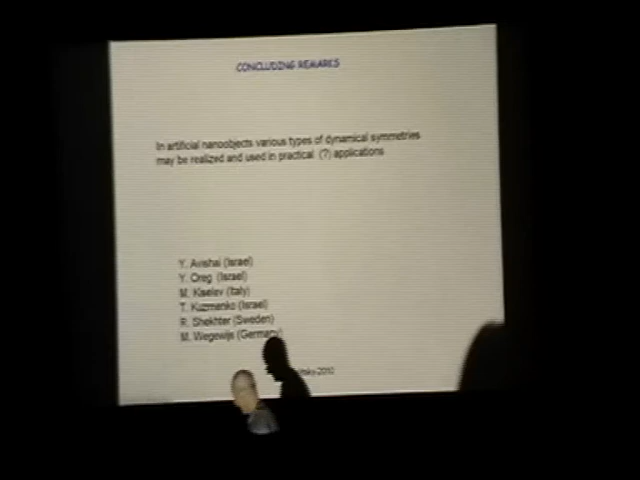 CONCLUDING REMARKS
In artificial nanoobjects various types of dynamical symmetries
may be realized and used in practical (?) applications
Y. Avishai (Israel)
Y. Oreg (Israel)
M. Kiselev (Italy)
T. Kuzmenko (Israel)
R. Shekhter (Sweden)
M. Wegewijs (Germany)
2010